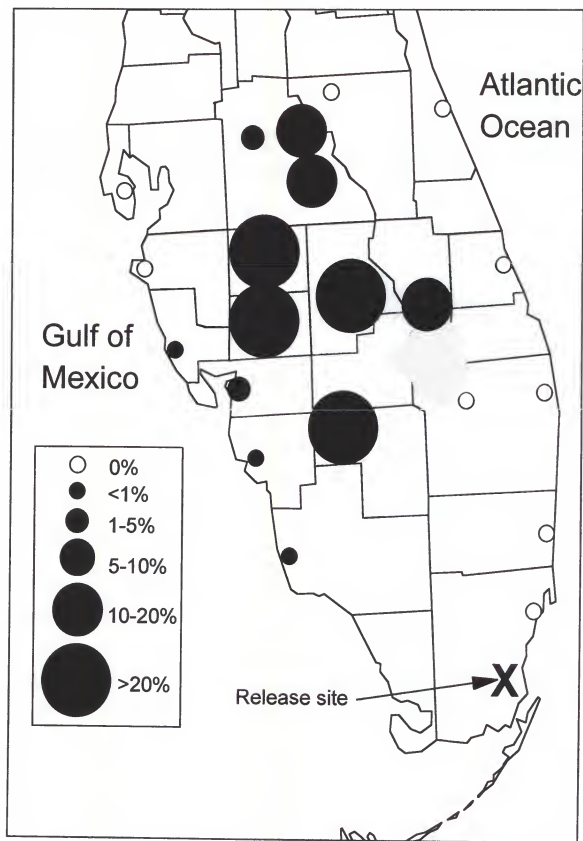 Atlantic
Ocean
Gulf of
Mexico
0%
<1%
1-5%
5-10%
10-20%
>20%
Release site
X